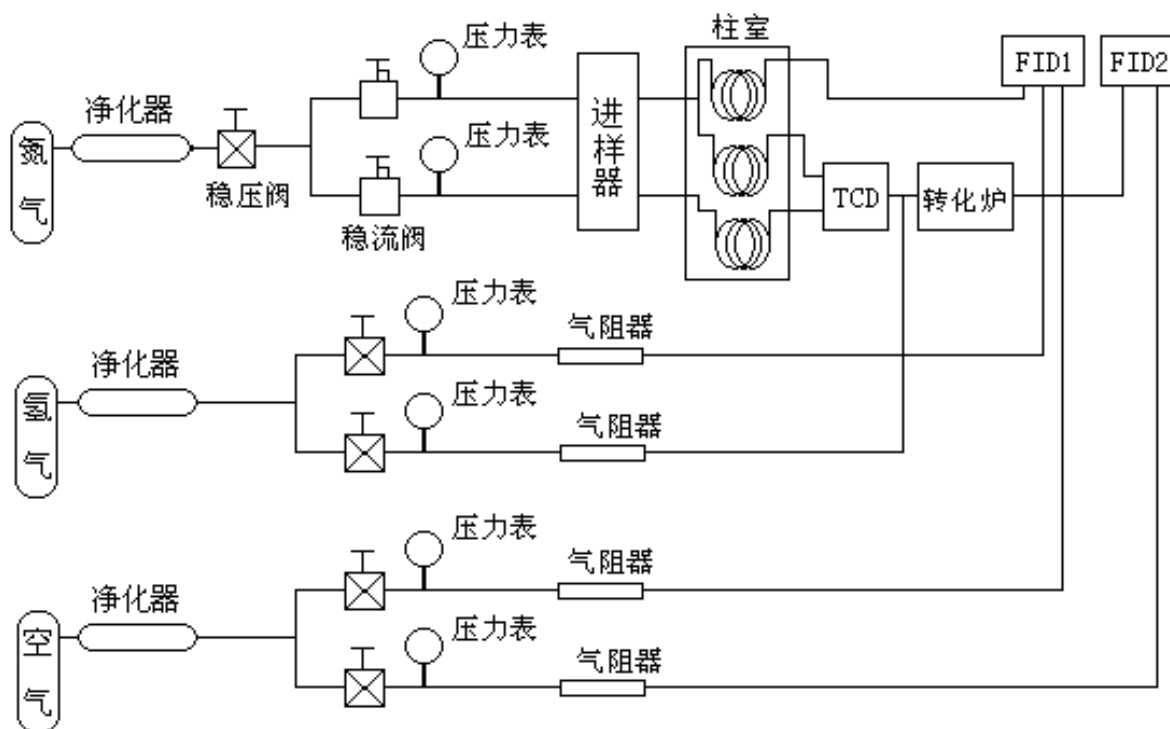 压力表
柱室
FID1
FID2
净化器
氮气
稳压阀
压力表
进样器
稳流阀
TCD
转化炉
压力表
气阻器
净化器
氢气
压力表
气阻器
压力表
气阻器
净化器
空气
压力表
气阻器